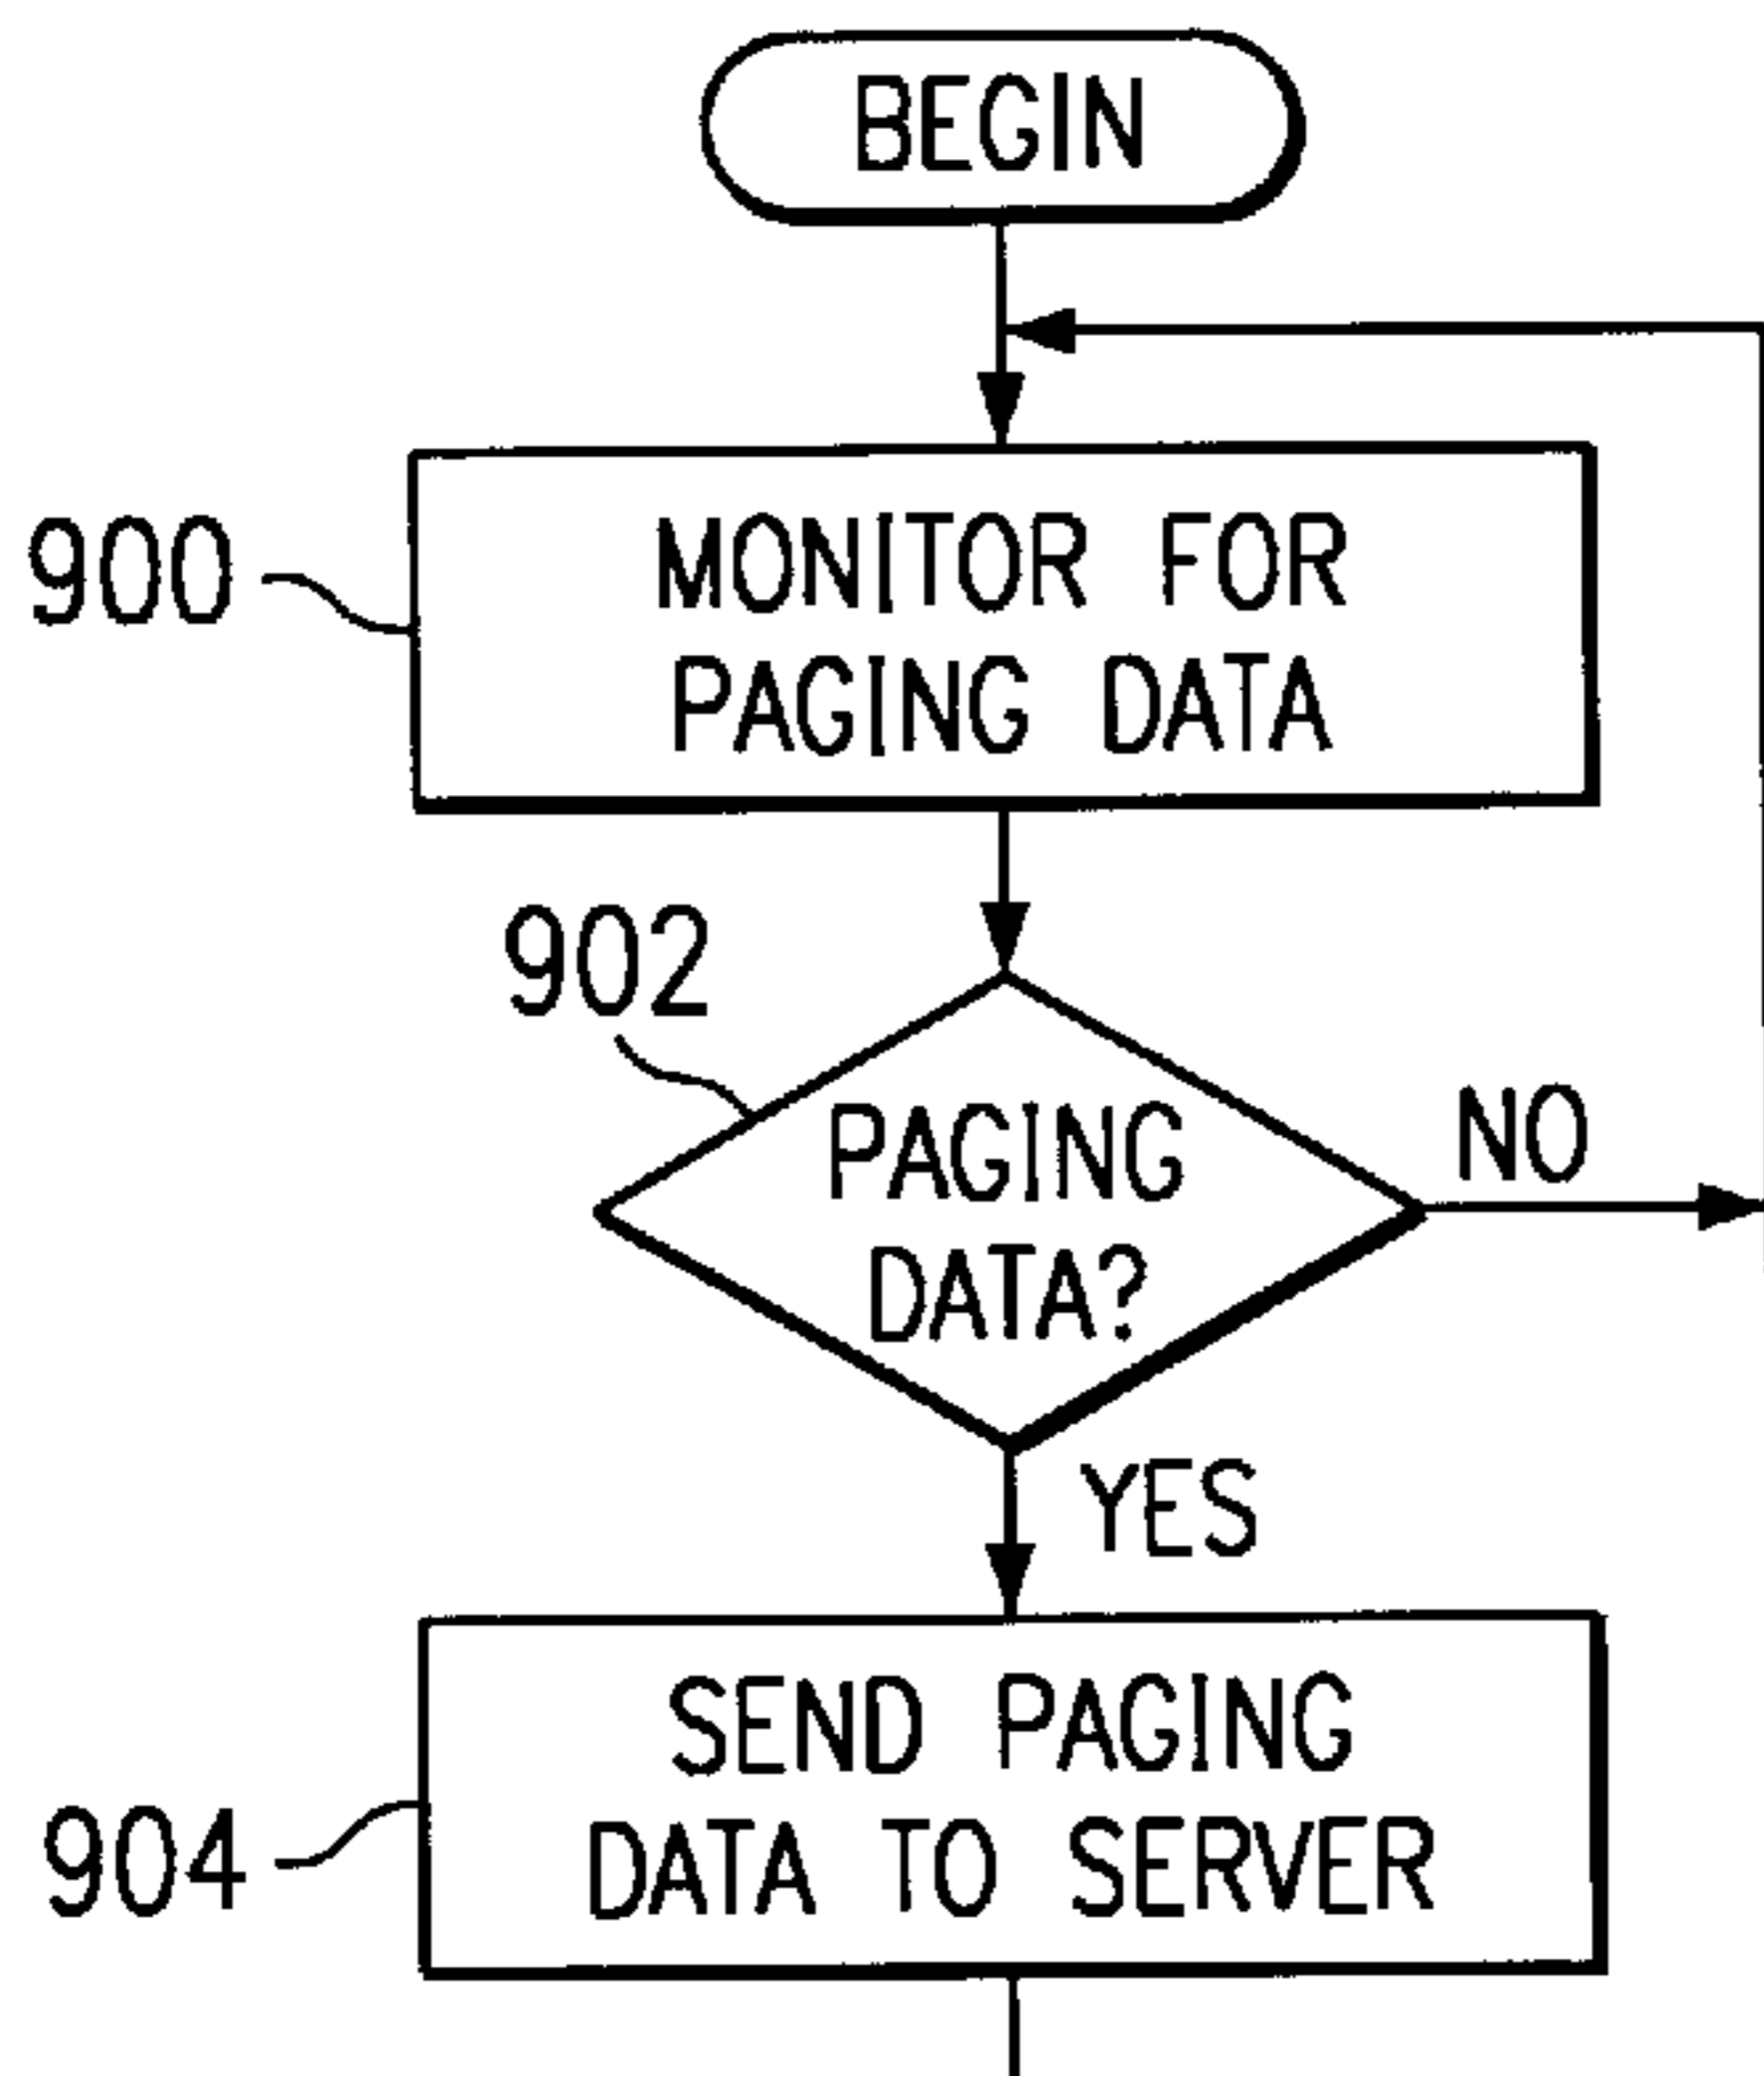 BEGIN
900
MONITOR FOR
PAGING DATA
902
PAGING
DATA?
NO
YES
SEND PAGING
DATA TO SERVER
904